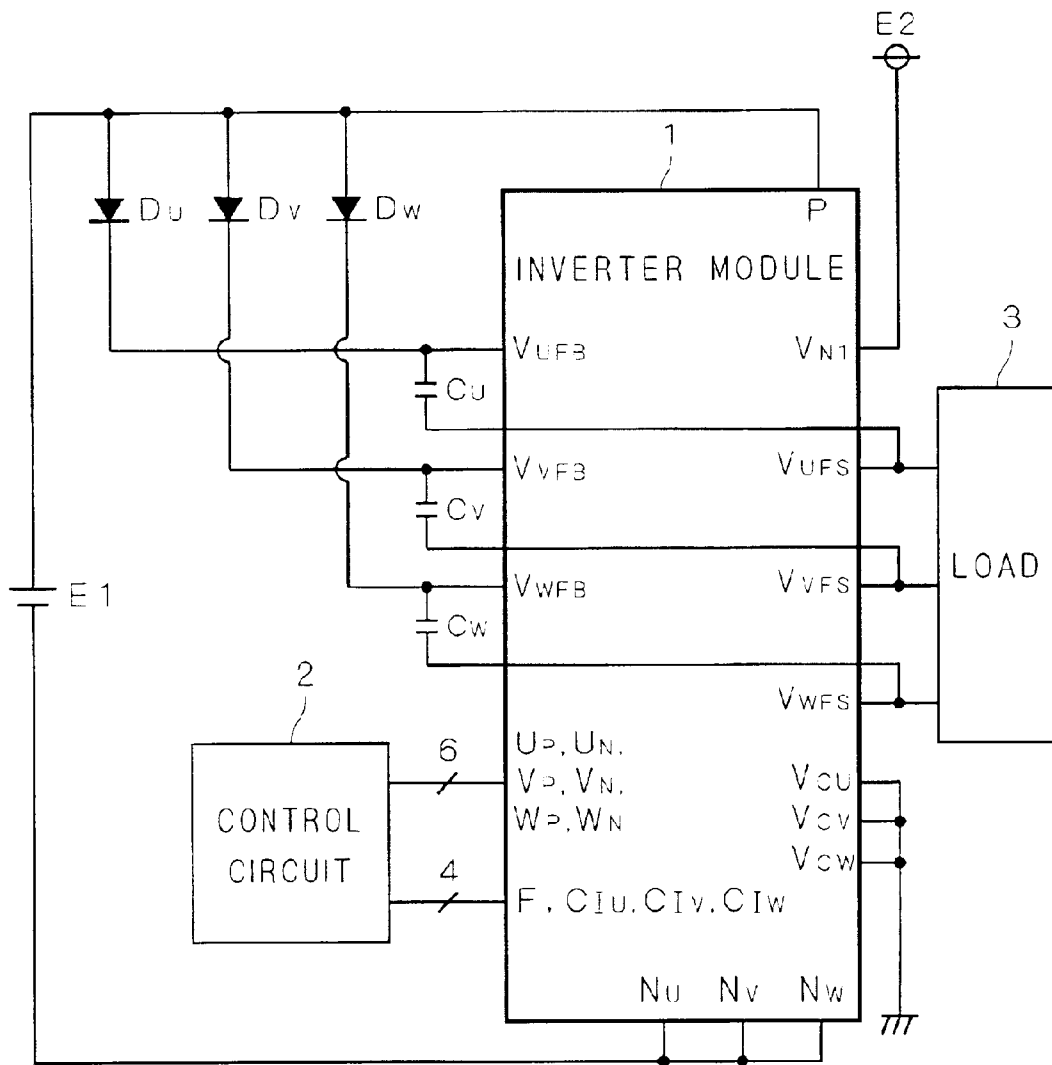 E2
1
DU DV DW
P
INVERTER MODULE
3
VUFB
VN1
CU
VVFB
VUFS
CV
LOAD
E1
VWFB
VVFS
CW
2
VWFS
6
UP, UN,
VP, VN,
WP, WN
VCU
CONTROL
CIRCUIT
VCV
VCW
4
F, CIU, CIV, CIW
NU NV NW